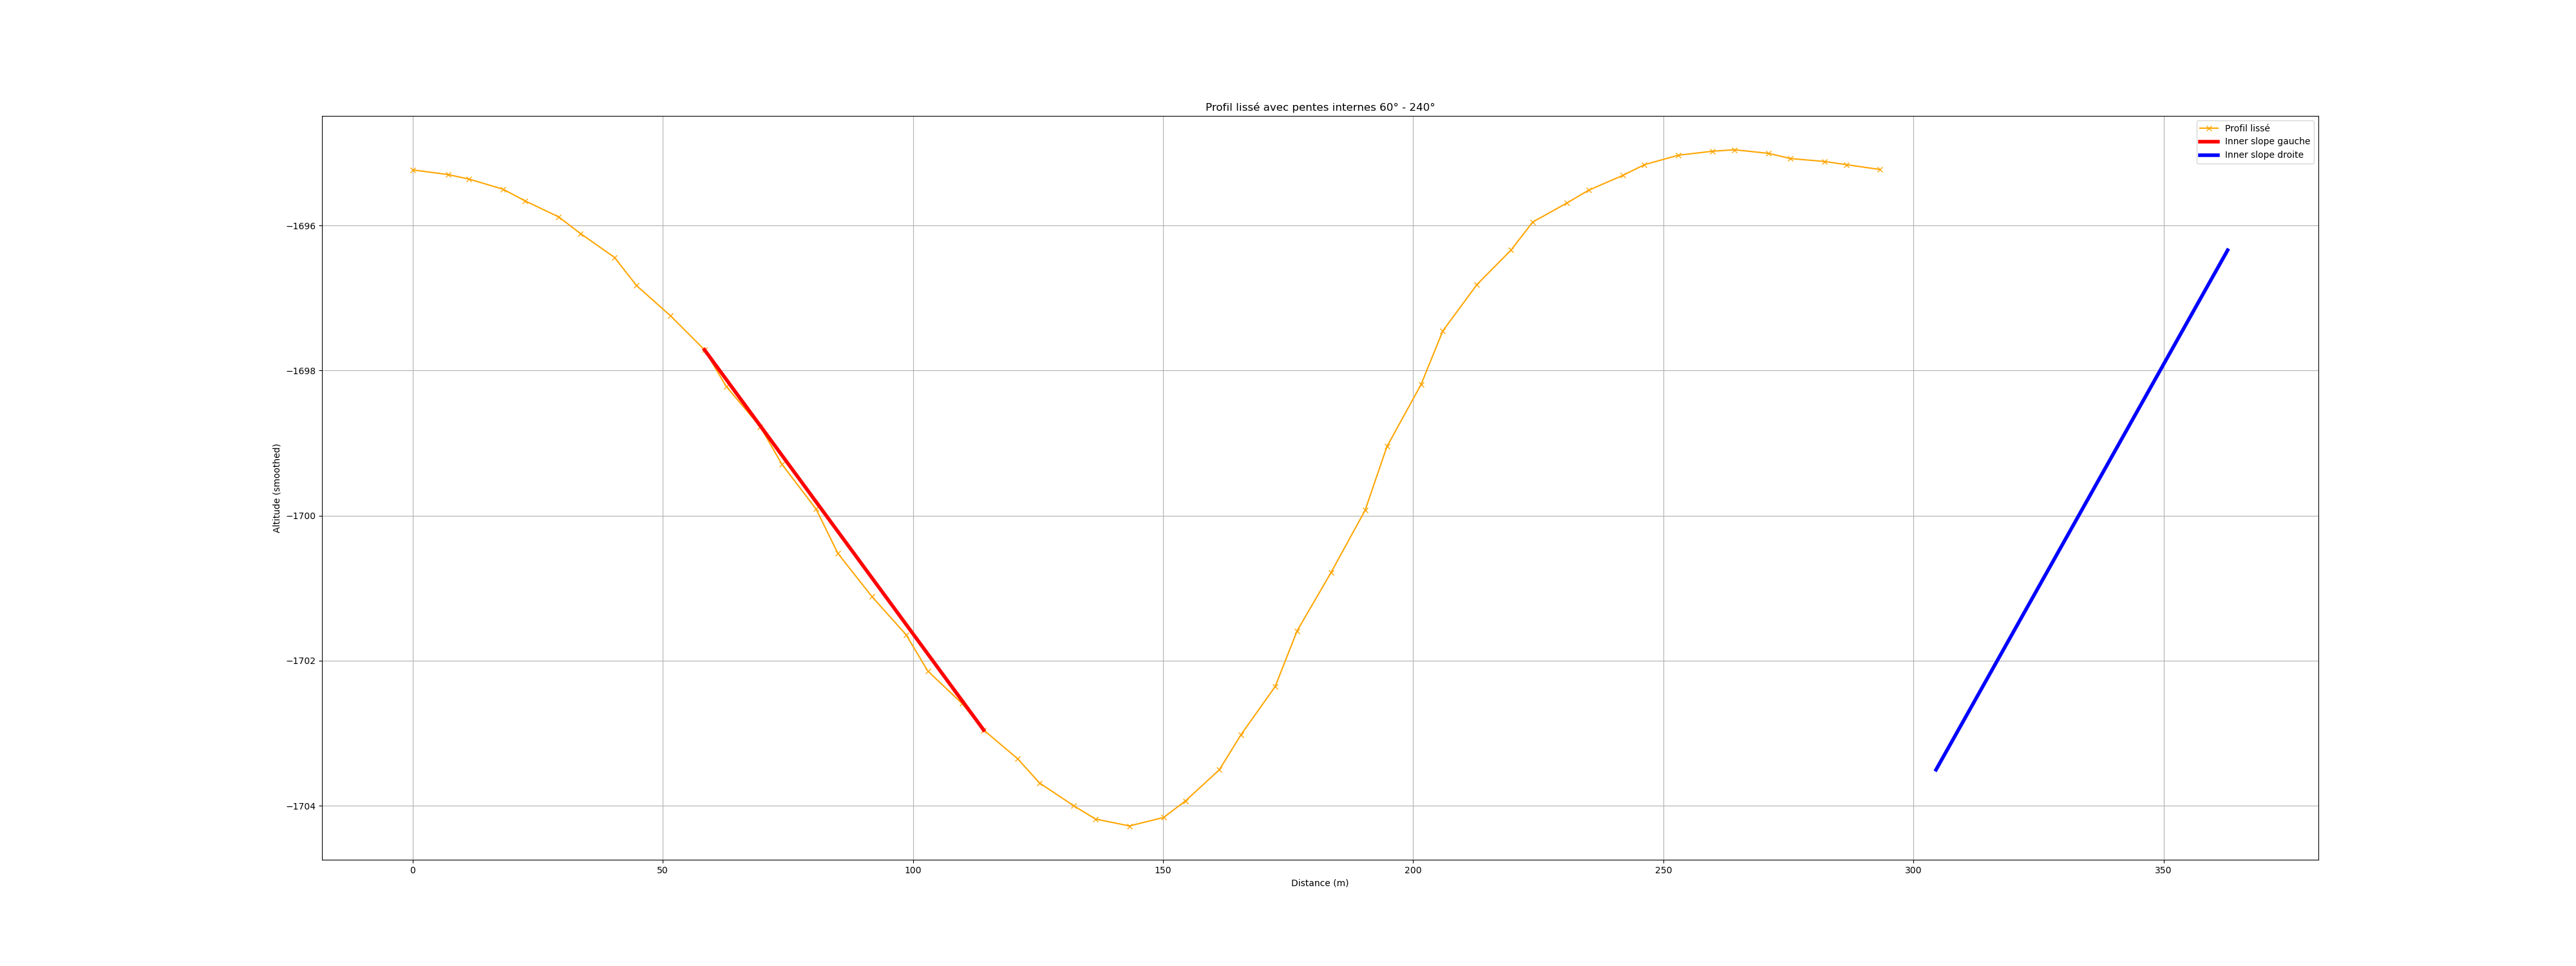 Profil lissé avec pentes internes 60° - 240°
Profil lissé
Inner slope gauche
Inner slope droite
Altitude (smoothed)
−1696
−1698
−1700
−1702
−1704
0 50 100 150 200 250 300 350
Distance (m)